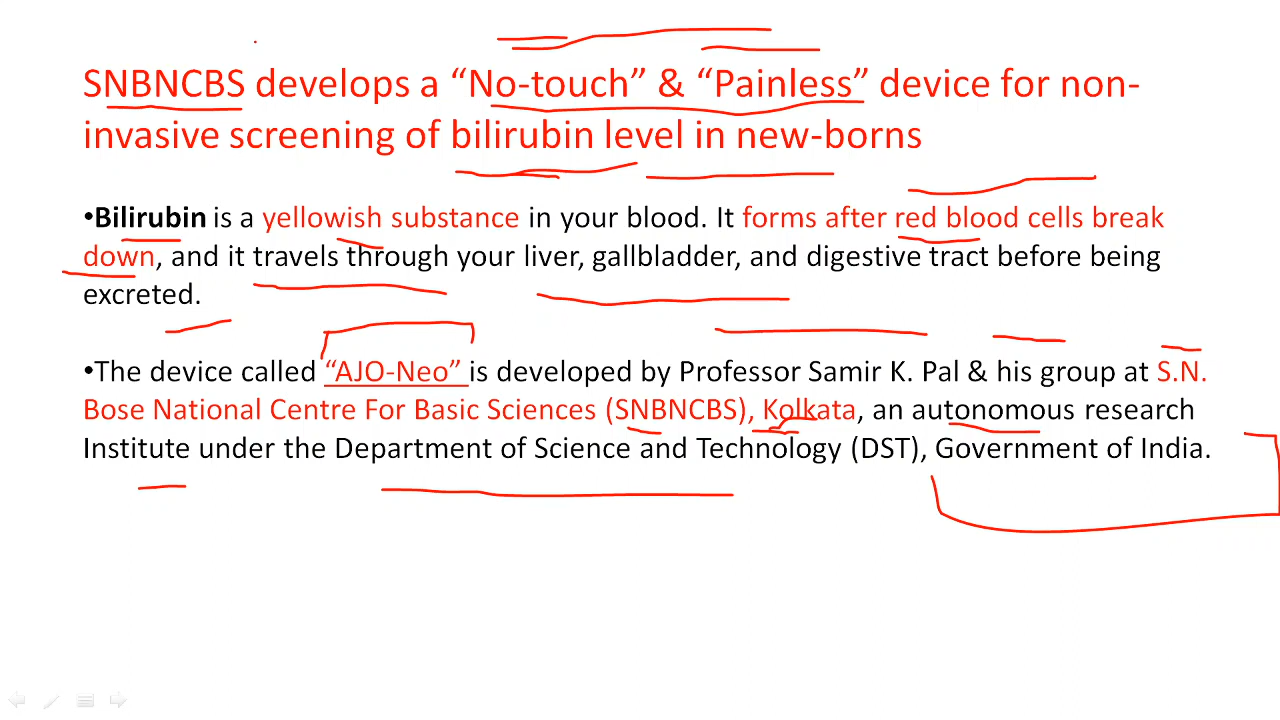 SNBNCBS develops a “No-touch” & “Painless” device for non-
invasive screening of bilirubin level in new-borns
•Bilirubin is a yellowish substance in your blood. It forms after red blood cells break
down, and it travels through your liver, gallbladder, and digestive tract before being
excreted.
•The device called “AJO-Neo” is developed by Professor Samir K. Pal & his group at S.N.
Bose National Centre For Basic Sciences (SNBNCBS), Kolkata, an autonomous research
Institute under the Department of Science and Technology (DST), Government of India.